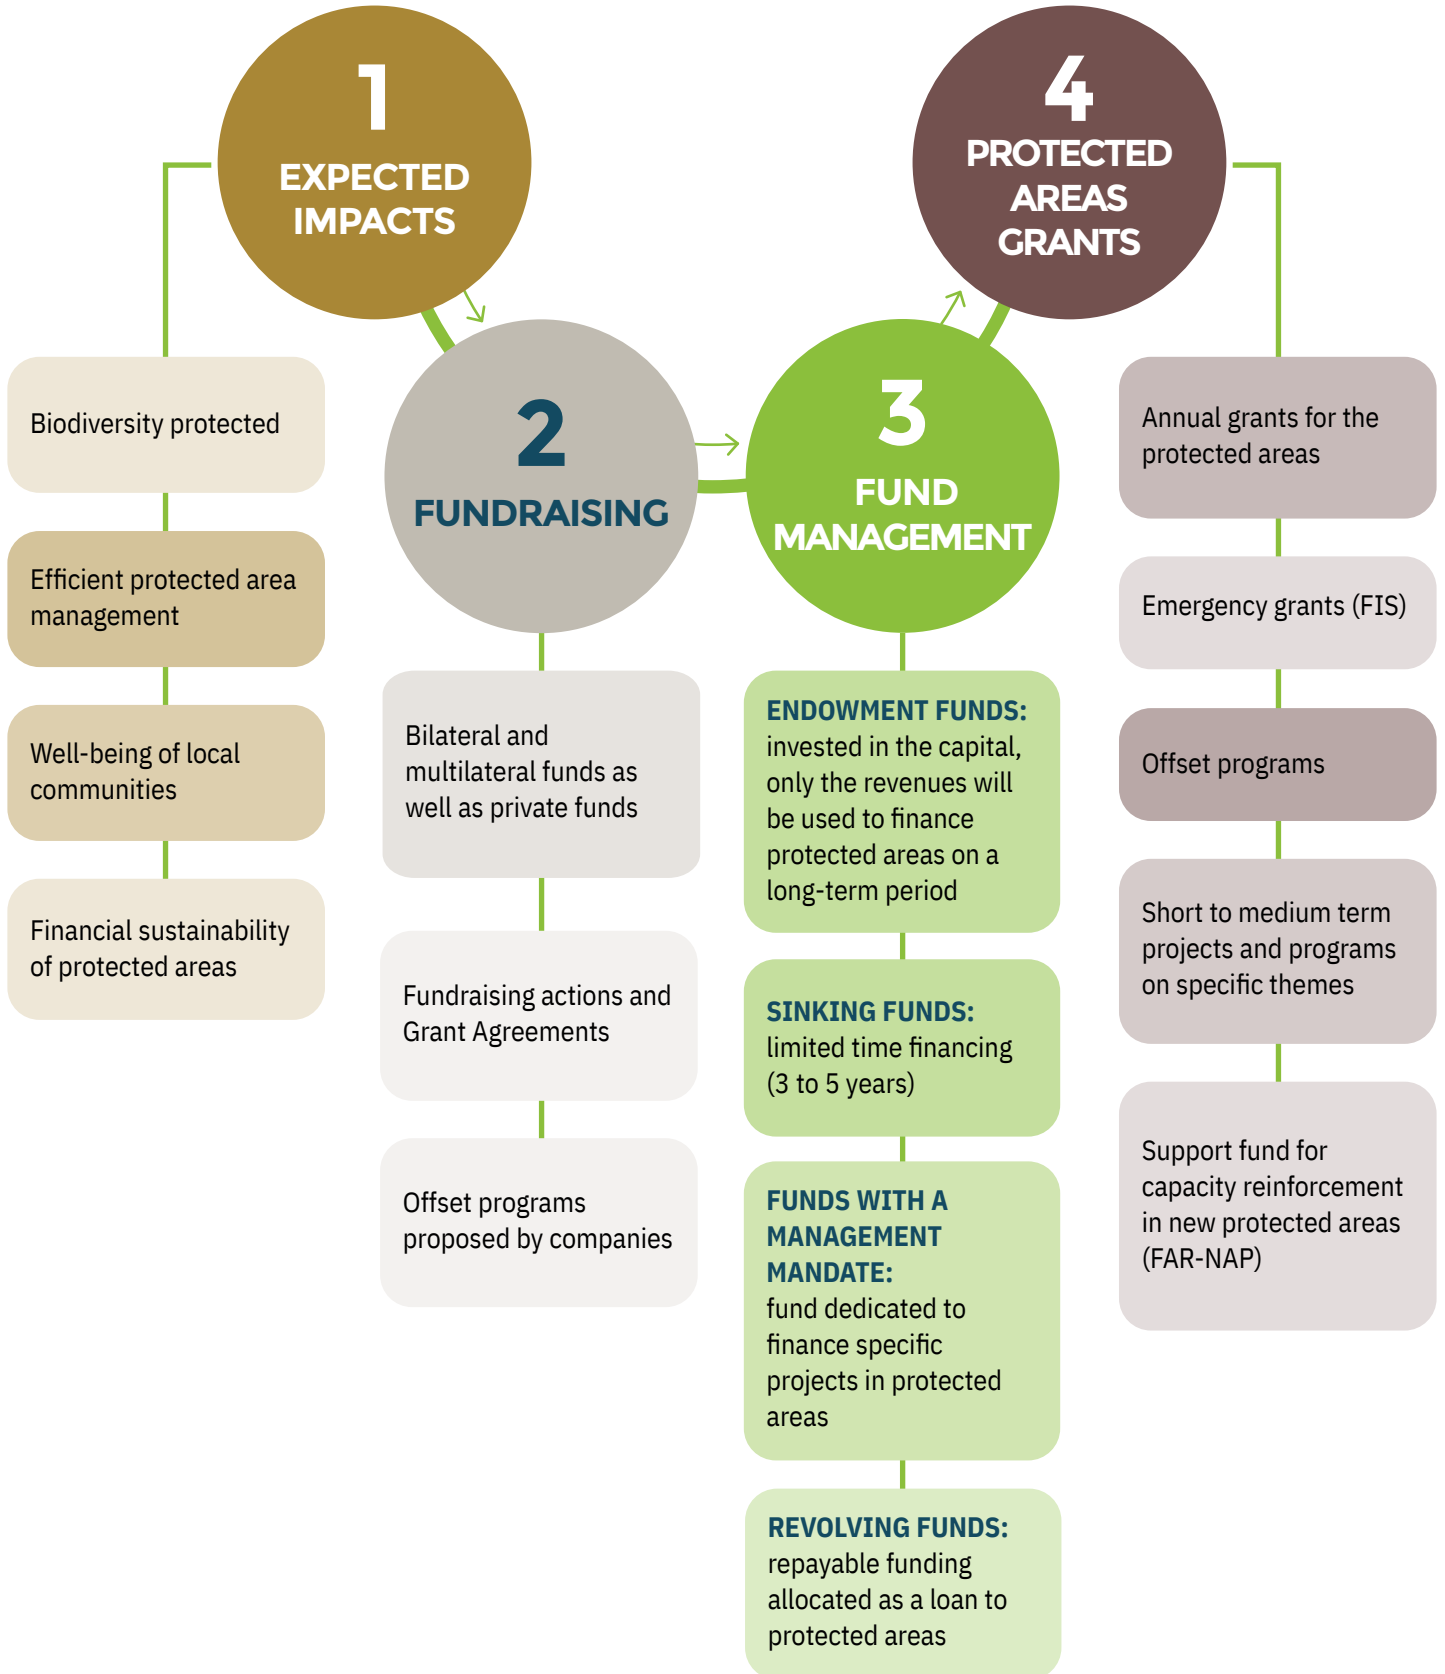 1
EXPECTED
IMPACTS
Biodiversity protected
Efficient protected area
management
Well-being of local
communities
Financial sustainability
of protected areas
2
FUNDRAISING
Bilateral and
multilateral funds as
well as private funds
Fundraising actions and
Grant Agreements
Offset programs
proposed by companies
3
FUND
MANAGEMENT
ENDOWMENT FUNDS:
invested in the capital,
only the revenues will
be used to finance
protected areas on a
long-term period
SINKING FUNDS:
limited time financing
(3 to 5 years)
FUNDS WITH A
MANAGEMENT
MANDATE:
fund dedicated to
finance specific
projects in protected
areas
REVOLVING FUNDS:
repayable funding
allocated as a loan to
protected areas
4
PROTECTED
AREAS
GRANTS
Annual grants for the
protected areas
Emergency grants (FIS)
Offset programs
Short to medium term
projects and programs
on specific themes
Support fund for
capacity reinforcement
in new protected areas
(FAR-NAP)